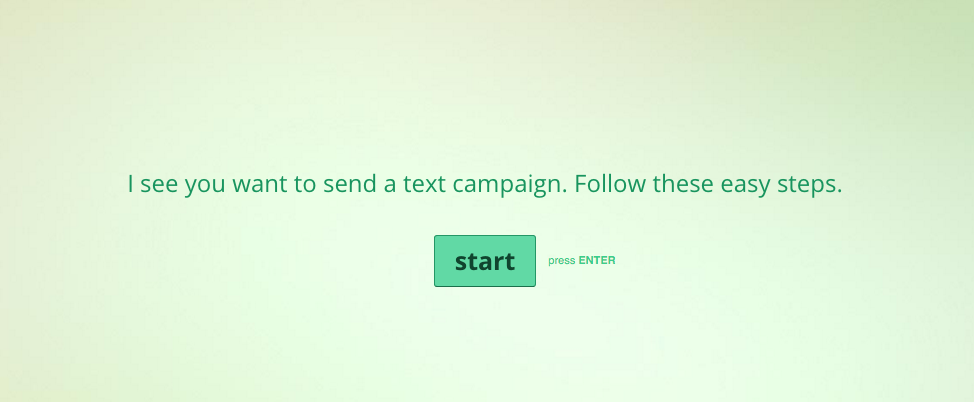 I see you want to send a text campaign. Follow these easy steps.
start
press ENTER